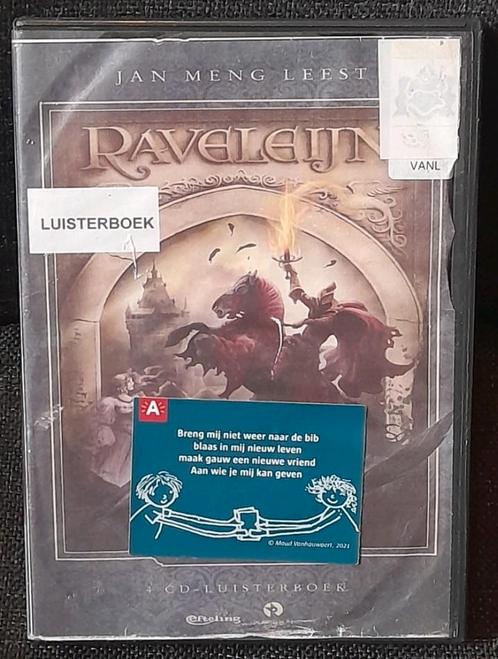 JAN MENG LEEST
RAVELEIJN
VANL
LUISTERBOEK
A
Breng mij niet weer naar de bib
blaas in mij nieuw leven
maak gauw een nieuwe vriend
Aan wie je mij kan geven
© Maud Vanhauwaert, 2021
4 CD-LUISTERBOEK
efteling